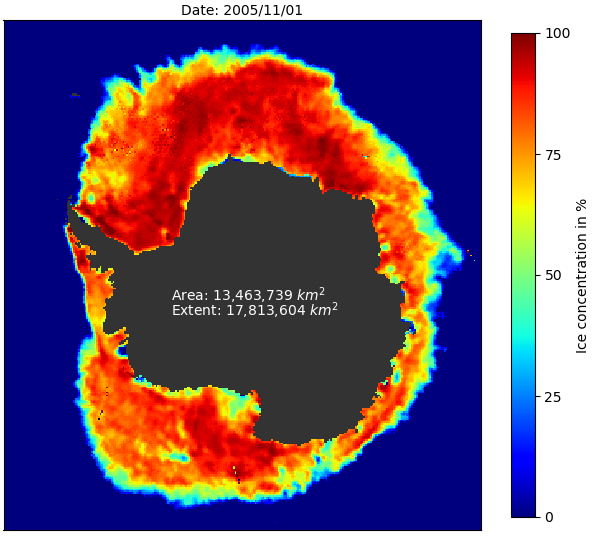 Date: 2005/11/01
100
75
50
25
0
Ice concentration in %
Area: 13,463,739 km²
Extent: 17,813,604 km²